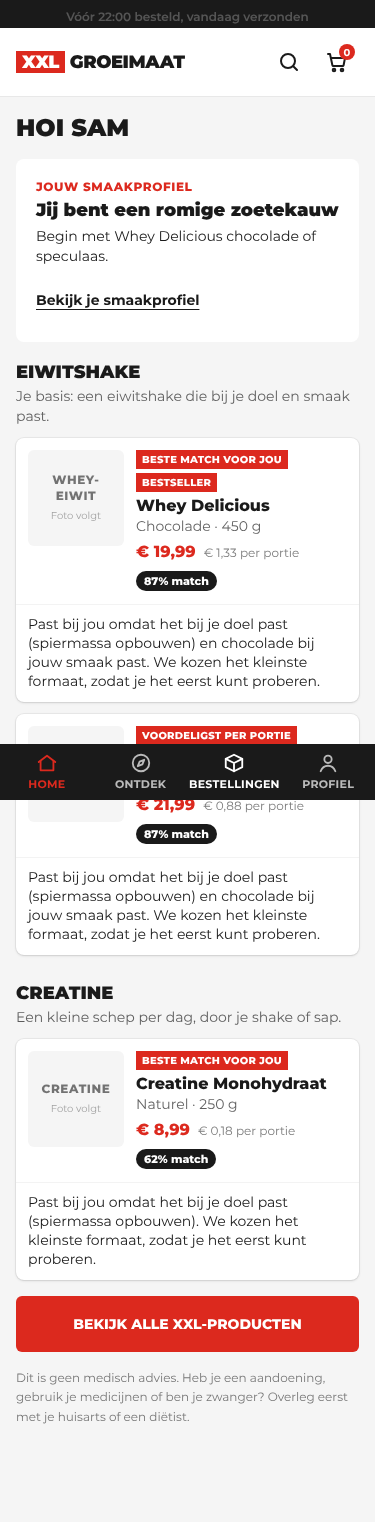 Vóór 22:00 besteld, vandaag verzonden
XXL GROEIMAAT
0
HOI SAM
JOUW SMAAKPROFIEL
Jij bent een romige zoetekauw
Begin met Whey Delicious chocolade of
speculaas.
Bekijk je smaakprofiel
EIWITSHAKE
Je basis: een eiwitshake die bij je doel en smaak
past.
WHEY-
EIWIT
Foto volgt
BESTE MATCH VOOR JOU
BESTSELLER
Whey Delicious
Chocolade · 450 g
€ 19,99 € 1,33 per portie
87% match
Past bij jou omdat het bij je doel past
(spiermassa opbouwen) en chocolade bij
jouw smaak past. We kozen het kleinste
formaat, zodat je het eerst kunt proberen.
VOORDELIGST PER PORTIE
HOME
ONTDEK
BESTELLINGEN
PROFIEL
€ 21,99 € 0,88 per portie
87% match
Past bij jou omdat het bij je doel past
(spiermassa opbouwen) en chocolade bij
jouw smaak past. We kozen het kleinste
formaat, zodat je het eerst kunt proberen.
CREATINE
Een kleine schep per dag, door je shake of sap.
CREATINE
Foto volgt
BESTE MATCH VOOR JOU
Creatine Monohydraat
Naturel · 250 g
€ 8,99 € 0,18 per portie
62% match
Past bij jou omdat het bij je doel past
(spiermassa opbouwen). We kozen het
kleinste formaat, zodat je het eerst kunt
proberen.
BEKIJK ALLE XXL-PRODUCTEN
Dit is geen medisch advies. Heb je een aandoening,
gebruik je medicijnen of ben je zwanger? Overleg eerst
met je huisarts of een diëtist.